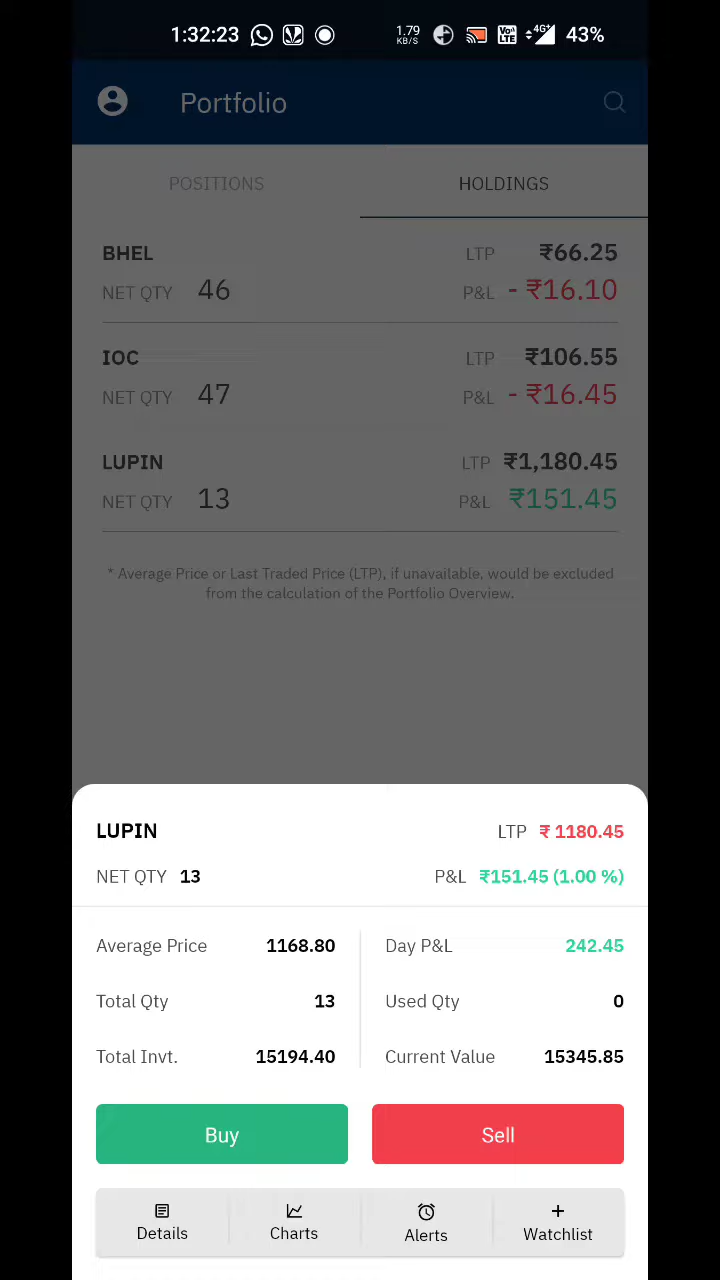 1:32:23 1.79 KB/S Vo) LTE 4G+ 43%
Portfolio
POSITIONS HOLDINGS
BHEL LTP ₹66.25
NET QTY 46 P&L - ₹16.10
IOC LTP ₹106.55
NET QTY 47 P&L - ₹16.45
LUPIN LTP ₹1,180.45
NET QTY 13 P&L ₹151.45
* Average Price or Last Traded Price (LTP), if unavailable, would be excluded
from the calculation of the Portfolio Overview.
LUPIN LTP ₹ 1180.45
NET QTY 13 P&L ₹151.45 (1.00 %)
Average Price 1168.80 Day P&L 242.45
Total Qty 13 Used Qty 0
Total Invt. 15194.40 Current Value 15345.85
Buy Sell
Details Charts Alerts Watchlist